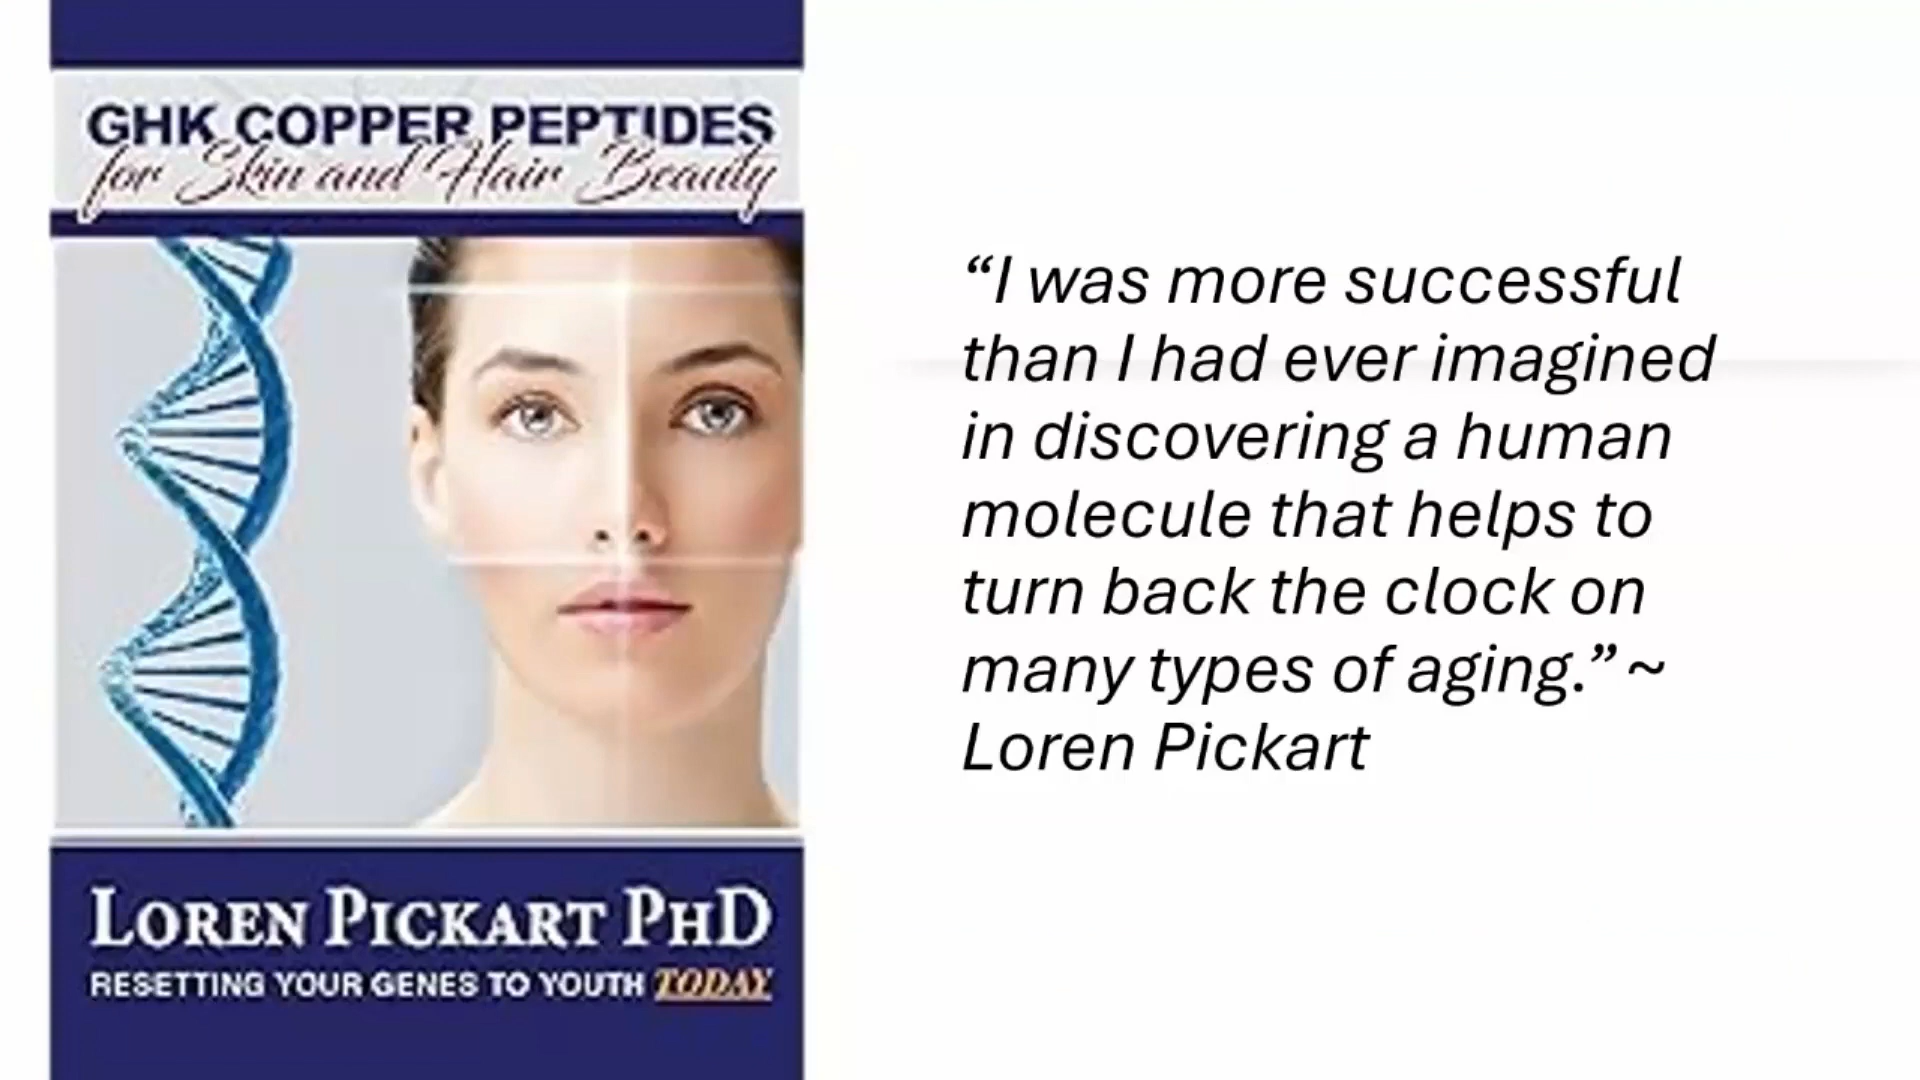 GHK COPPER PEPTIDES
for Skin and Hair Beauty
LOREN PICKART PHD
RESETTING YOUR GENES TO YOUTH TODAY
“I was more successful
than I had ever imagined
in discovering a human
molecule that helps to
turn back the clock on
many types of aging.” ~
Loren Pickart